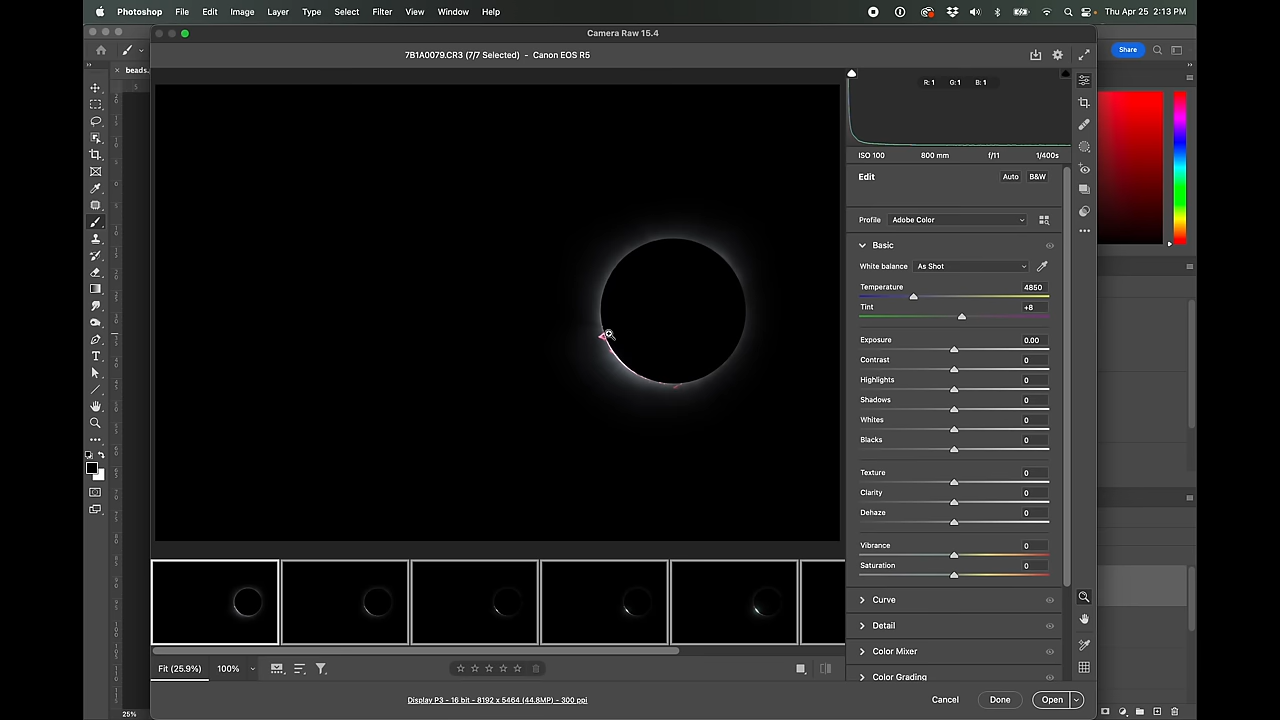 Photoshop File Edit Image Layer Type Select Filter View Window Help Thu Apr 25 2:13 PM
Camera Raw 15.4
7B1A0079.CR3 (7/7 Selected) - Canon EOS R5
Share
beads.
R: 1 G: 1 B: 1
ISO 100 800 mm f/11 1/400s
Edit Auto B&W
Profile Adobe Color
Basic
White balance As Shot
Temperature 4850
Tint +8
Exposure 0.00
Contrast 0
Highlights 0
Shadows 0
Whites 0
Blacks 0
Texture 0
Clarity 0
Dehaze 0
Vibrance 0
Saturation 0
Curve
Detail
Color Mixer
Color Grading
Fit (25.9%) 100%
Display P3 - 16 bit - 8192 x 5464 (44.8MP) - 300 ppi
Cancel Done Open
25%